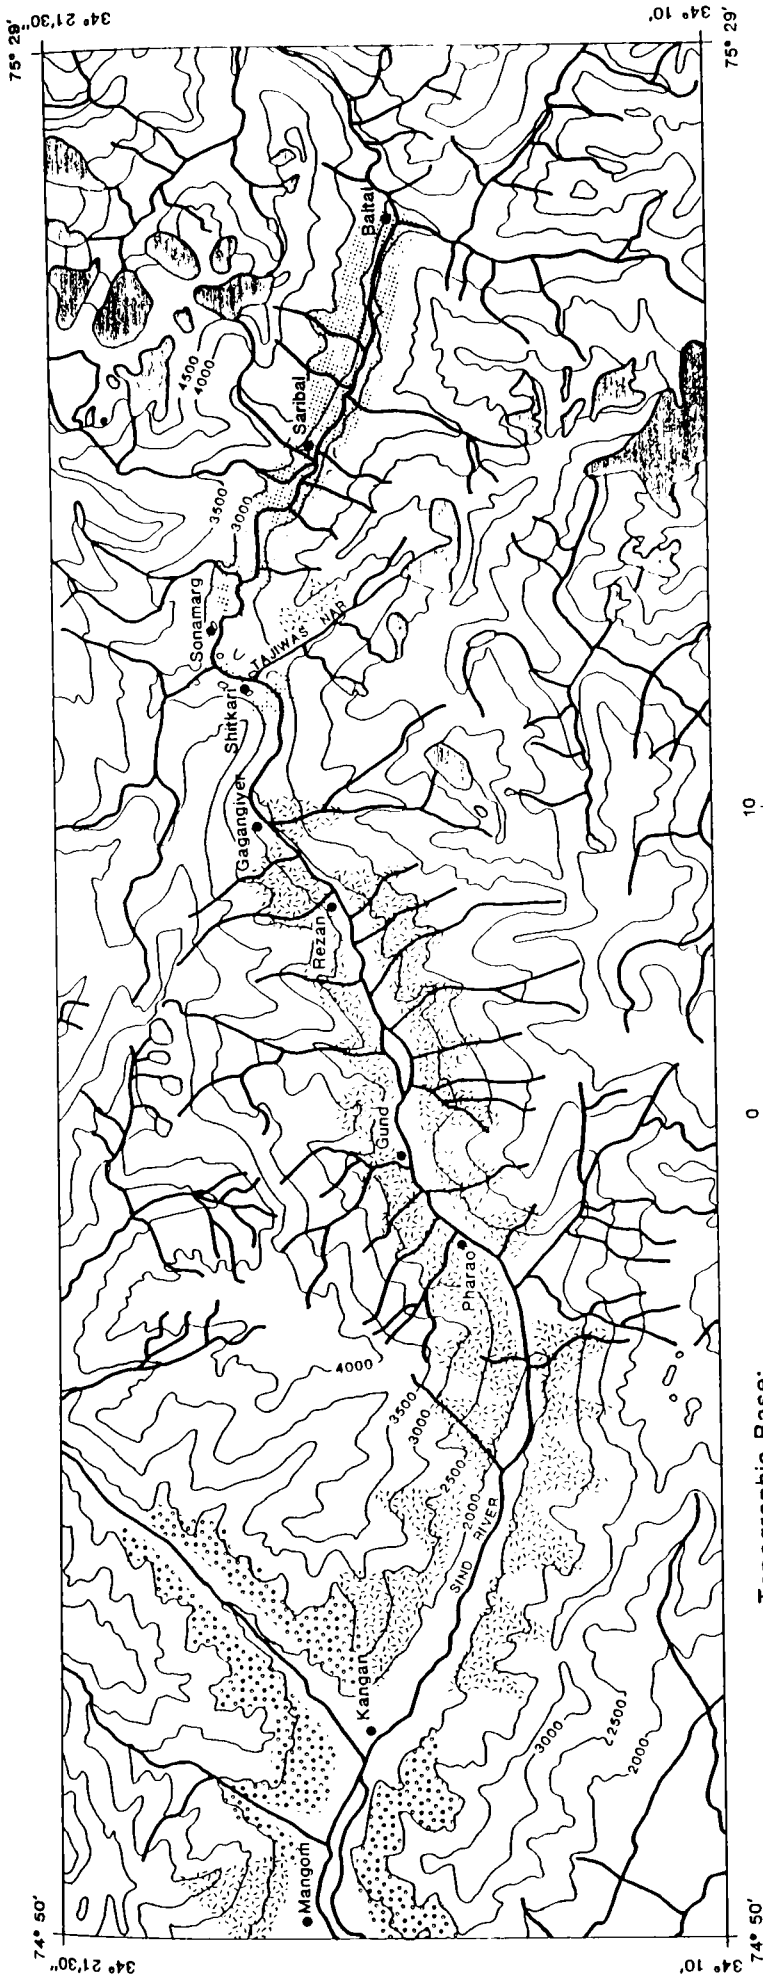 34° 21'30"
75° 29'
34° 10'
75° 29'
Baltal
4500
4000
Saribal
3500
3000
Sonamarg
TAJIWAS NAR
Shitkari
Gagangiyer
Rezan
Gund
Pharao
4000
3500
3000
2500
2000
SIND RIVER
Kangan
3000
2500
2000
Mangom
74° 50'
34° 21'30"
34° 10'
74° 50'
10
0